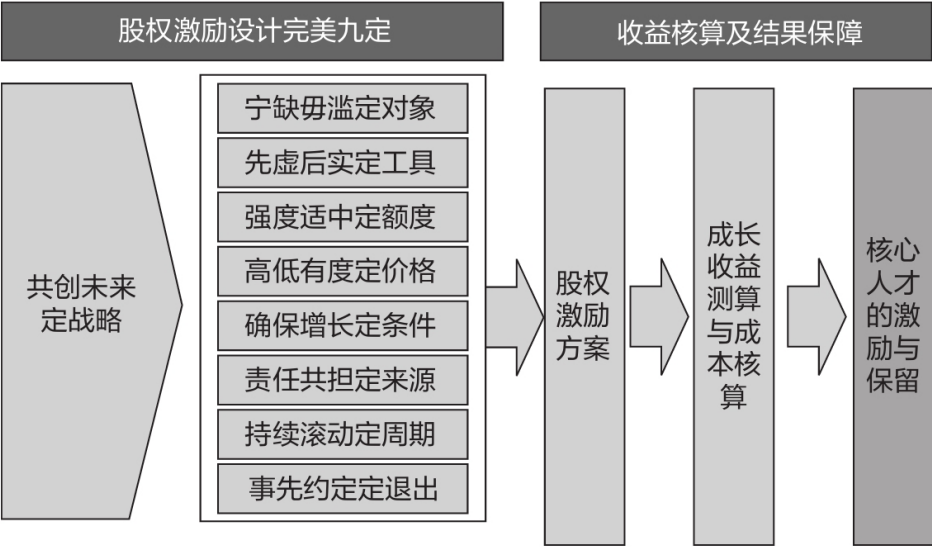 股权激励设计完美九定
收益核算及结果保障
共创未来
定战略
宁缺毋滥定对象
先虚后实定工具
强度适中定额度
高低有度定价格
确保增长定条件
责任共担定来源
持续滚动定周期
事先约定定退出
股权
激励
方案
成长
收益
测算
与成
本核
算
核心
人才
的激
励与
保留